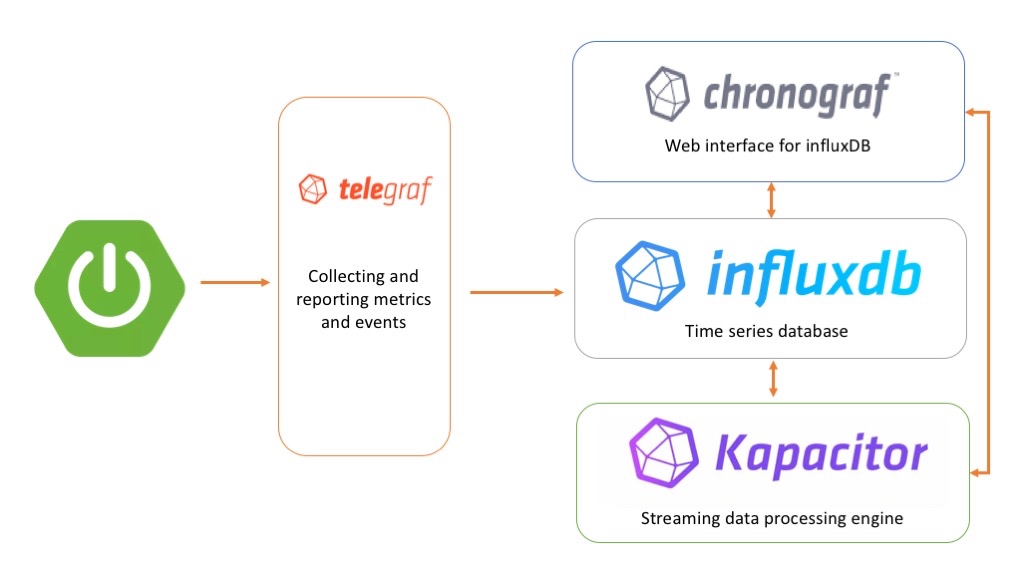 telegraf
Collecting and
reporting metrics
and events
chronograf™
Web interface for influxDB
influxdb
Time series database
Kapacitor
Streaming data processing engine